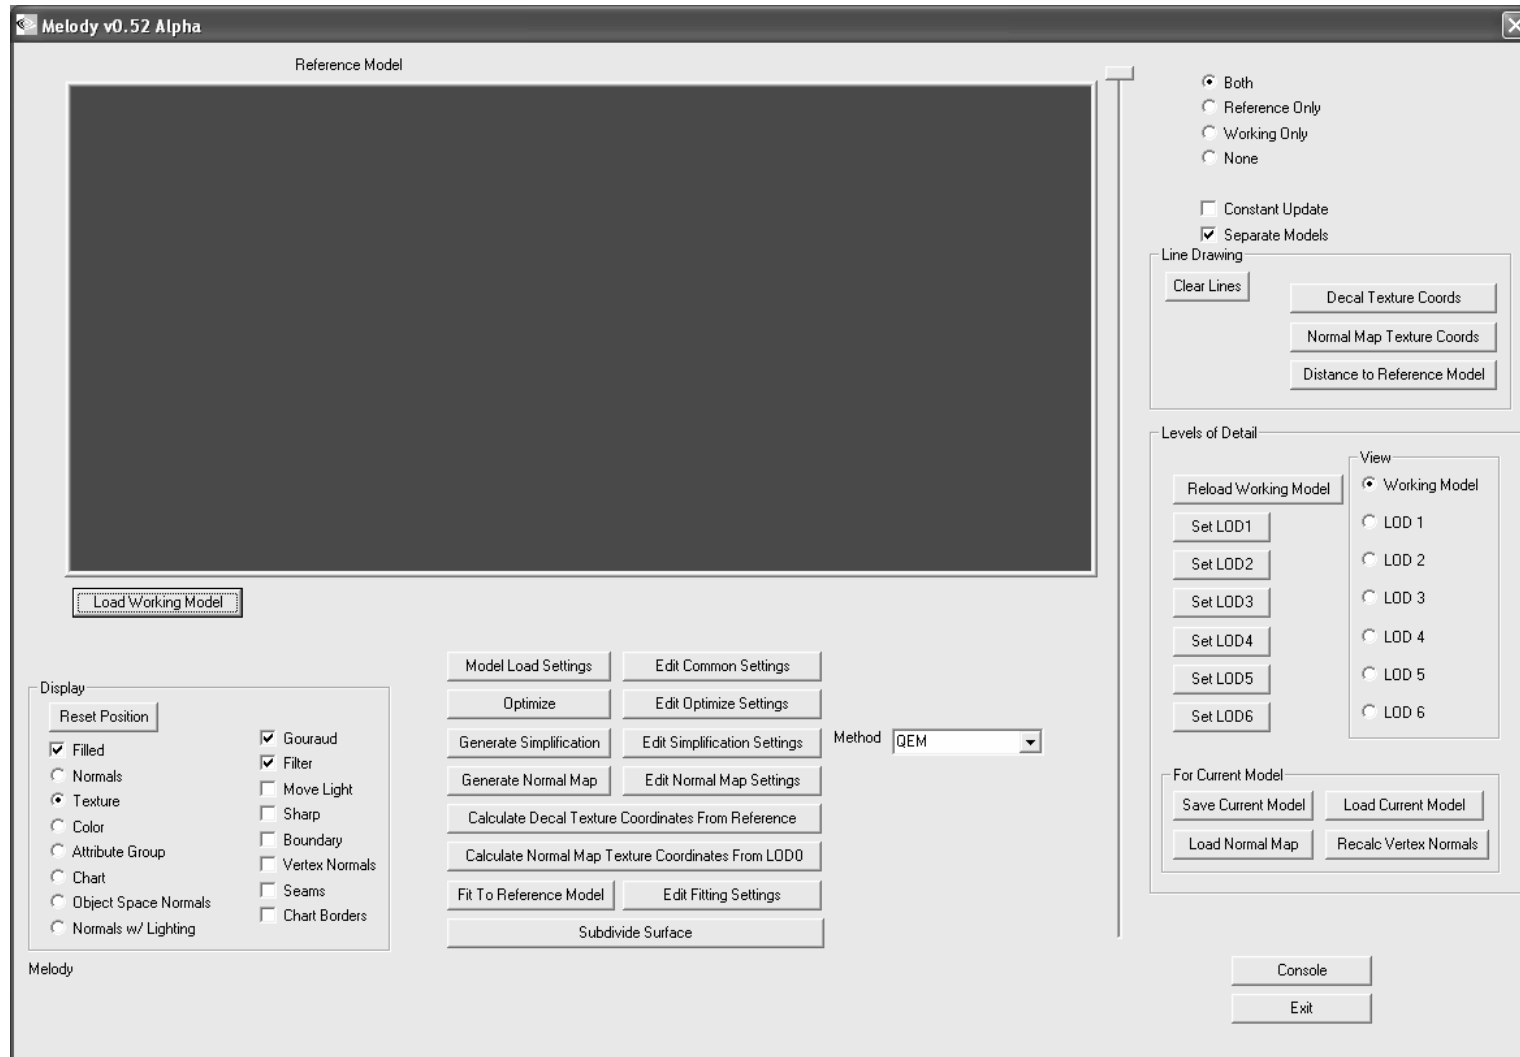 Melody v0.52 Alpha
Reference Model
Both
Reference Only
Working Only
None
Constant Update
Separate Models
Line Drawing
Clear Lines
Decal Texture Coords
Normal Map Texture Coords
Distance to Reference Model
Levels of Detail
View
Reload Working Model
Working Model
Set LOD1
LOD 1
Set LOD2
LOD 2
Set LOD3
LOD 3
Set LOD4
LOD 4
Set LOD5
LOD 5
Set LOD6
LOD 6
For Current Model
Save Current Model
Load Current Model
Load Normal Map
Recalc Vertex Normals
Load Working Model
Display
Reset Position
Filled
Normals
Texture
Color
Attribute Group
Chart
Object Space Normals
Normals w/ Lighting
Gouraud
Filter
Move Light
Sharp
Boundary
Vertex Normals
Seams
Chart Borders
Model Load Settings
Edit Common Settings
Optimize
Edit Optimize Settings
Generate Simplification
Edit Simplification Settings
Method
QEM
Generate Normal Map
Edit Normal Map Settings
Calculate Decal Texture Coordinates From Reference
Calculate Normal Map Texture Coordinates From LOD0
Fit To Reference Model
Edit Fitting Settings
Subdivide Surface
Melody
Console
Exit